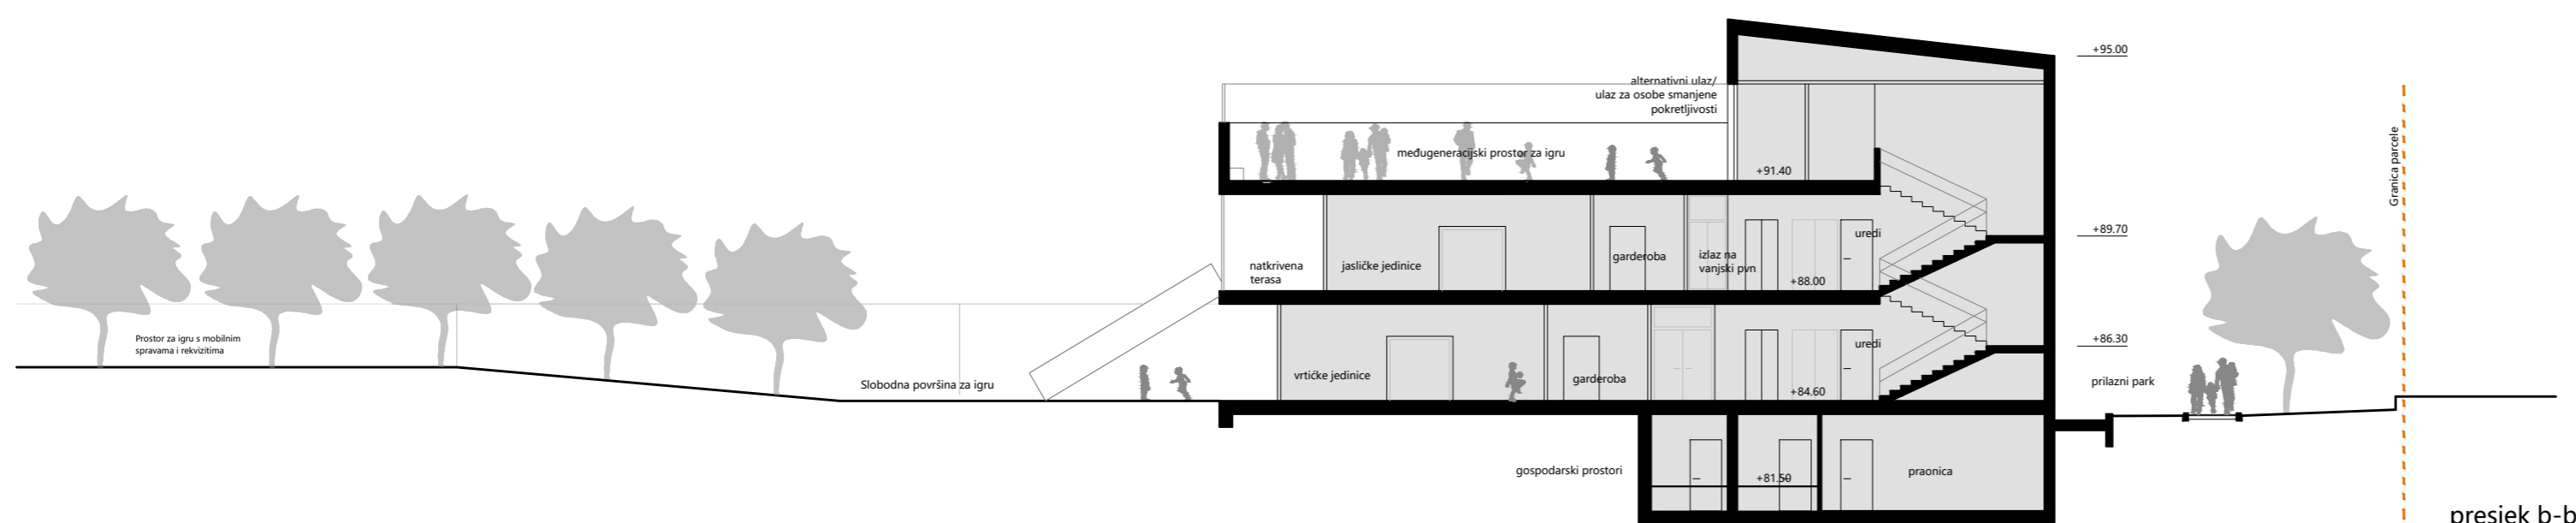 +95.00
alternativni ulaz/
ulaz za osobe smanjene
pokretljivosti
međugeneracijski prostor za igru
+91.40
Granica parcele
+89.70
uredi
natkrivena
terasa
jasličke jedinice
garderoba
izlaz na
vanjski pvn
+88.00
Prostor za igru s mobilnim
spravama i rekvizitima
+86.30
uredi
Slobodna površina za igru
vrtićke jedinice
garderoba
+84.60
prilazni park
gospodarski prostori
+81.50
praonica
presjek b-b